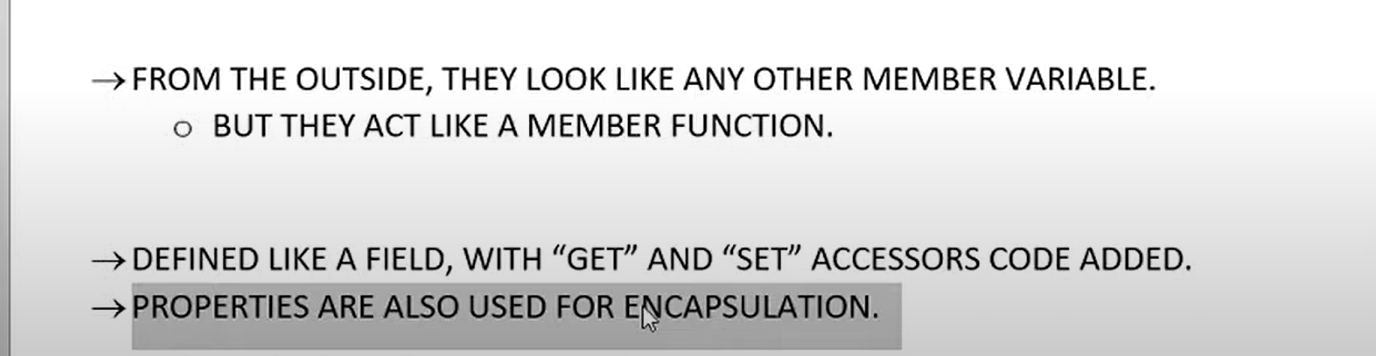 →FROM THE OUTSIDE, THEY LOOK LIKE ANY OTHER MEMBER VARIABLE.
o BUT THEY ACT LIKE A MEMBER FUNCTION.
→DEFINED LIKE A FIELD, WITH “GET” AND “SET” ACCESSORS CODE ADDED.
→PROPERTIES ARE ALSO USED FOR ENCAPSULATION.